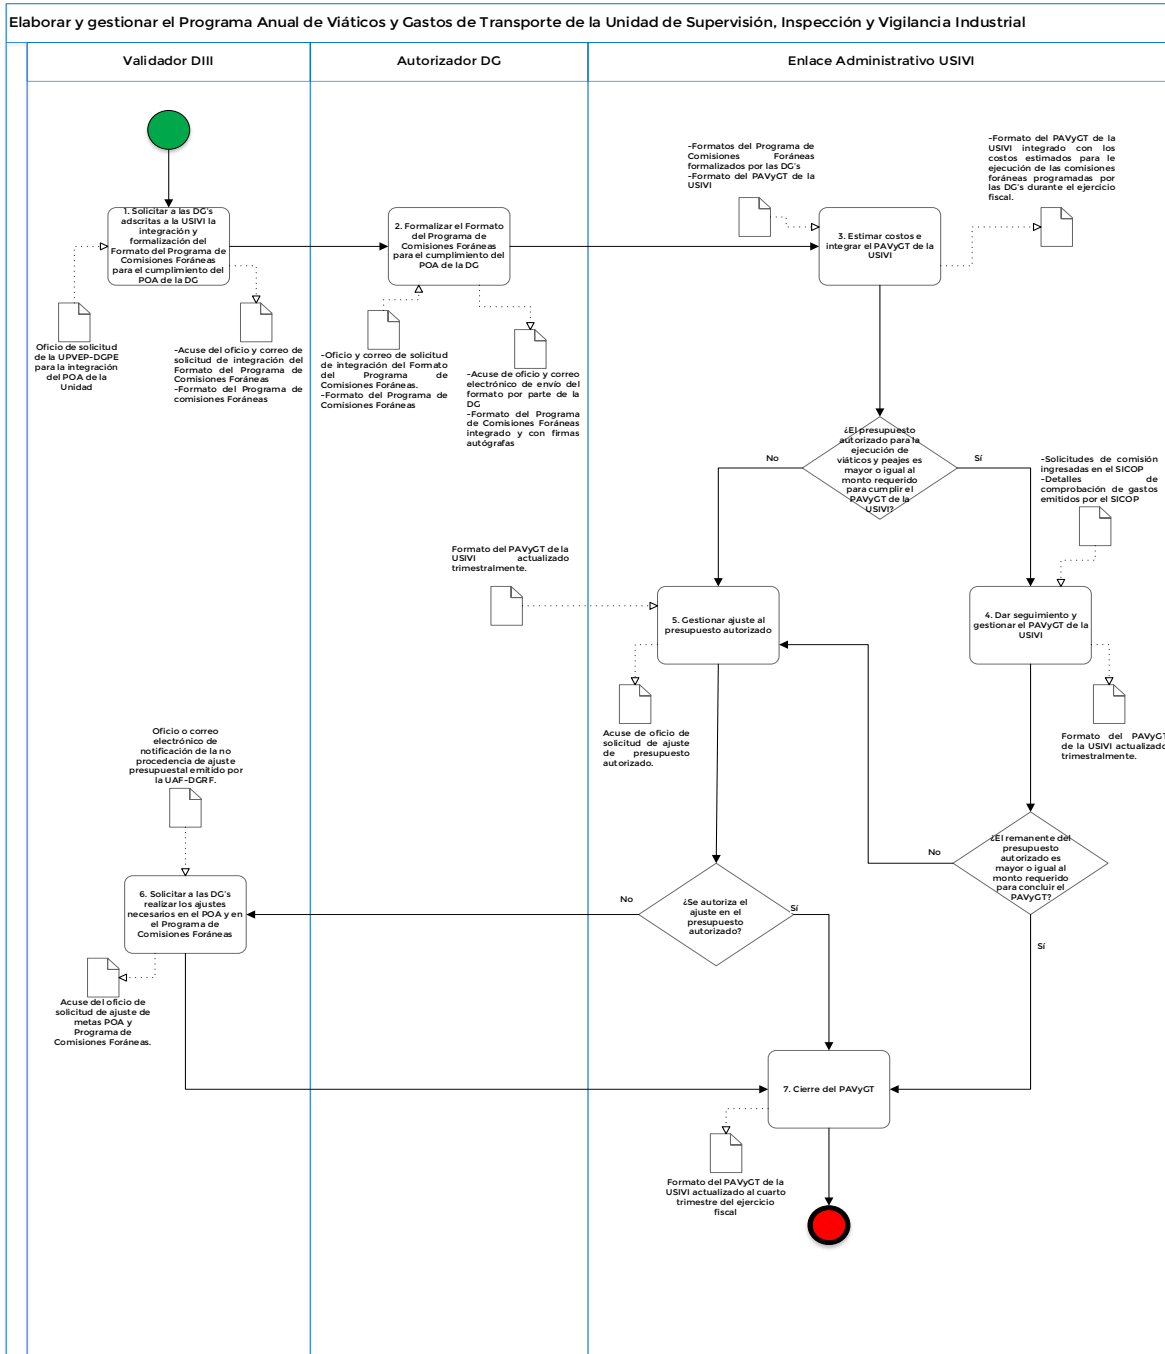 Elaborar y gestionar el Programa Anual de Viáticos y Gastos de Transporte de la Unidad de Supervisión, Inspección y Vigilancia Industrial
Validador DIII
Autorizador DG
Enlace Administrativo USIVI
1. Solicitar a las DG's
adscritas a la USIVI la
integración y
formalización del
Formato del Programa de
Comisiones Foráneas
para el cumplimiento del
POA de la DG
Oficio de solicitud
de la UPVEP-DGPE
para la integración
del POA de la
Unidad
-Acuse del oficio y correo de
solicitud de integración del
Formato del Programa de
Comisiones Foráneas
-Formato del Programa de
comisiones Foráneas
2. Formalizar el Formato
del Programa de
Comisiones Foráneas
para el cumplimiento del
POA de la DG
-Oficio y correo de solicitud
de integración del Formato
del Programa de
Comisiones Foráneas.
-Formato del Programa de
Comisiones Foráneas
-Acuse de oficio y correo
electrónico de envío del
formato por parte de la
DG
-Formato del Programa
de Comisiones Foráneas
integrado y con firmas
autógrafas
-Formatos del Programa de
Comisiones Foráneas
formalizados por las DG's
-Formato del PAVyGT de la
USIVI
3. Estimar costos e
integrar el PAVyGT de la
USIVI
-Formato del PAVyGT de la
USIVI integrado con los
costos estimados para le
ejecución de las comisiones
foráneas programadas por
las DG's durante el ejercicio
fiscal.
¿El presupuesto
autorizado para la
ejecución de
viáticos y peajes es
mayor o igual al
monto requerido
para cumplir el
PAVyGT de la
USIVI?
No
Sí
-Solicitudes de comisión
ingresadas en el SICOP
-Detalles de
comprobación de gastos
emitidos por el SICOP
Formato del PAVyGT de la
USIVI actualizado
trimestralmente.
5. Gestionar ajuste al
presupuesto autorizado
4. Dar seguimiento y
gestionar el PAVyGT de la
USIVI
Acuse de oficio de
solicitud de ajuste
de presupuesto
autorizado.
Formato del PAVyGT
de la USIVI actualizado
trimestralmente.
Oficio o correo
electrónico de
notificación de la no
procedencia de ajuste
presupuestal emitido por
la UAF-DGRF.
¿El remanente del
presupuesto
autorizado es
mayor o igual al
monto requerido
para concluir el
PAVyGT?
No
Sí
6. Solicitar a las DG's
realizar los ajustes
necesarios en el POA y en
el Programa de
Comisiones Foráneas
¿Se autoriza el
ajuste en el
presupuesto
autorizado?
No
Sí
Acuse del oficio de
solicitud de ajuste de
metas POA y
Programa de
Comisiones Foráneas.
7. Cierre del PAVyGT
Formato del PAVyGT de la
USIVI actualizado al cuarto
trimestre del ejercicio
fiscal